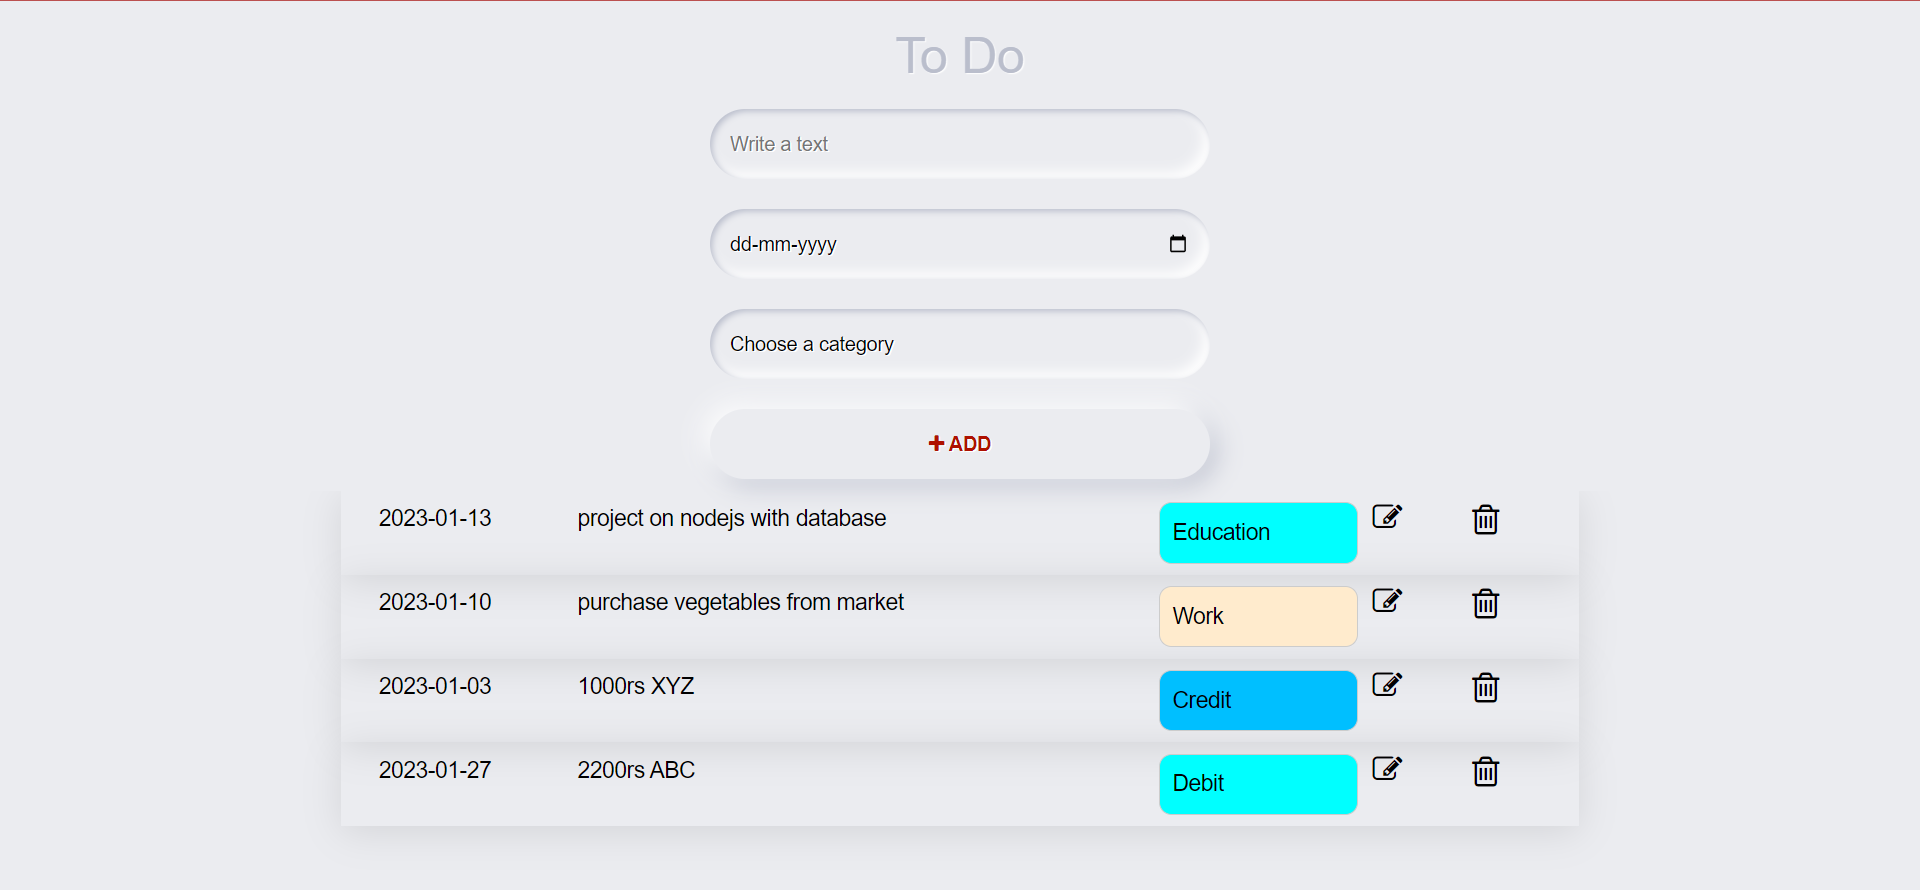 To Do
Write a text
dd-mm-yyyy
Choose a category
ADD
2023-01-13 project on nodejs with database Education
2023-01-10 purchase vegetables from market Work
2023-01-03 1000rs XYZ Credit
2023-01-27 2200rs ABC Debit